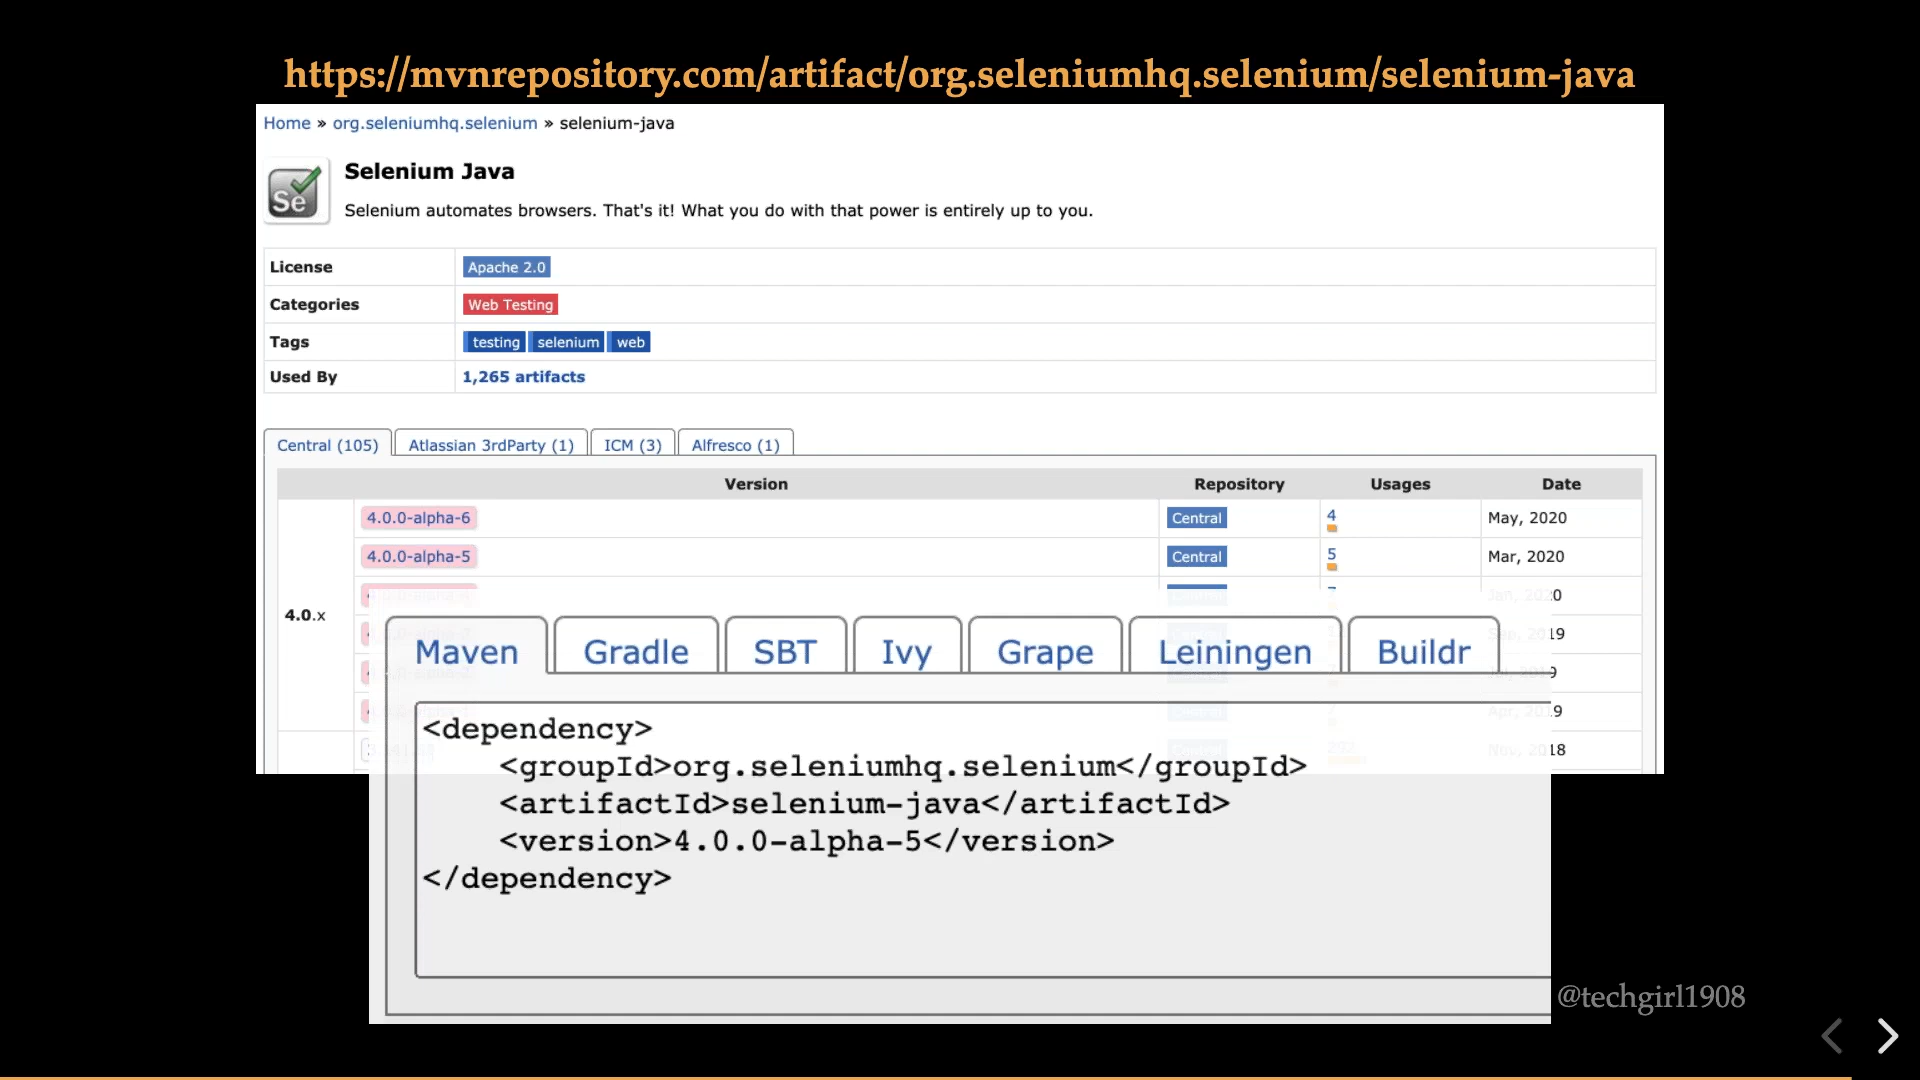 https://mvnrepository.com/artifact/org.seleniumhq.selenium/selenium-java
Home » org.seleniumhq.selenium » selenium-java
Se
Selenium Java
Selenium automates browsers. That's it! What you do with that power is entirely up to you.
License Apache 2.0
Categories Web Testing
Tags testing selenium web
Used By 1,265 artifacts
Central (105) Atlassian 3rdParty (1) ICM (3) Alfresco (1)
Version Repository Usages Date
4.0.0-alpha-6 Central 4 May, 2020
4.0.0-alpha-5 Central 5 Mar, 2020
4.0.x
Maven Gradle SBT Ivy Grape Leiningen Buildr
<dependency>
<groupId>org.seleniumhq.selenium</groupId>
<artifactId>selenium-java</artifactId>
<version>4.0.0-alpha-5</version>
</dependency>
@techgirl1908